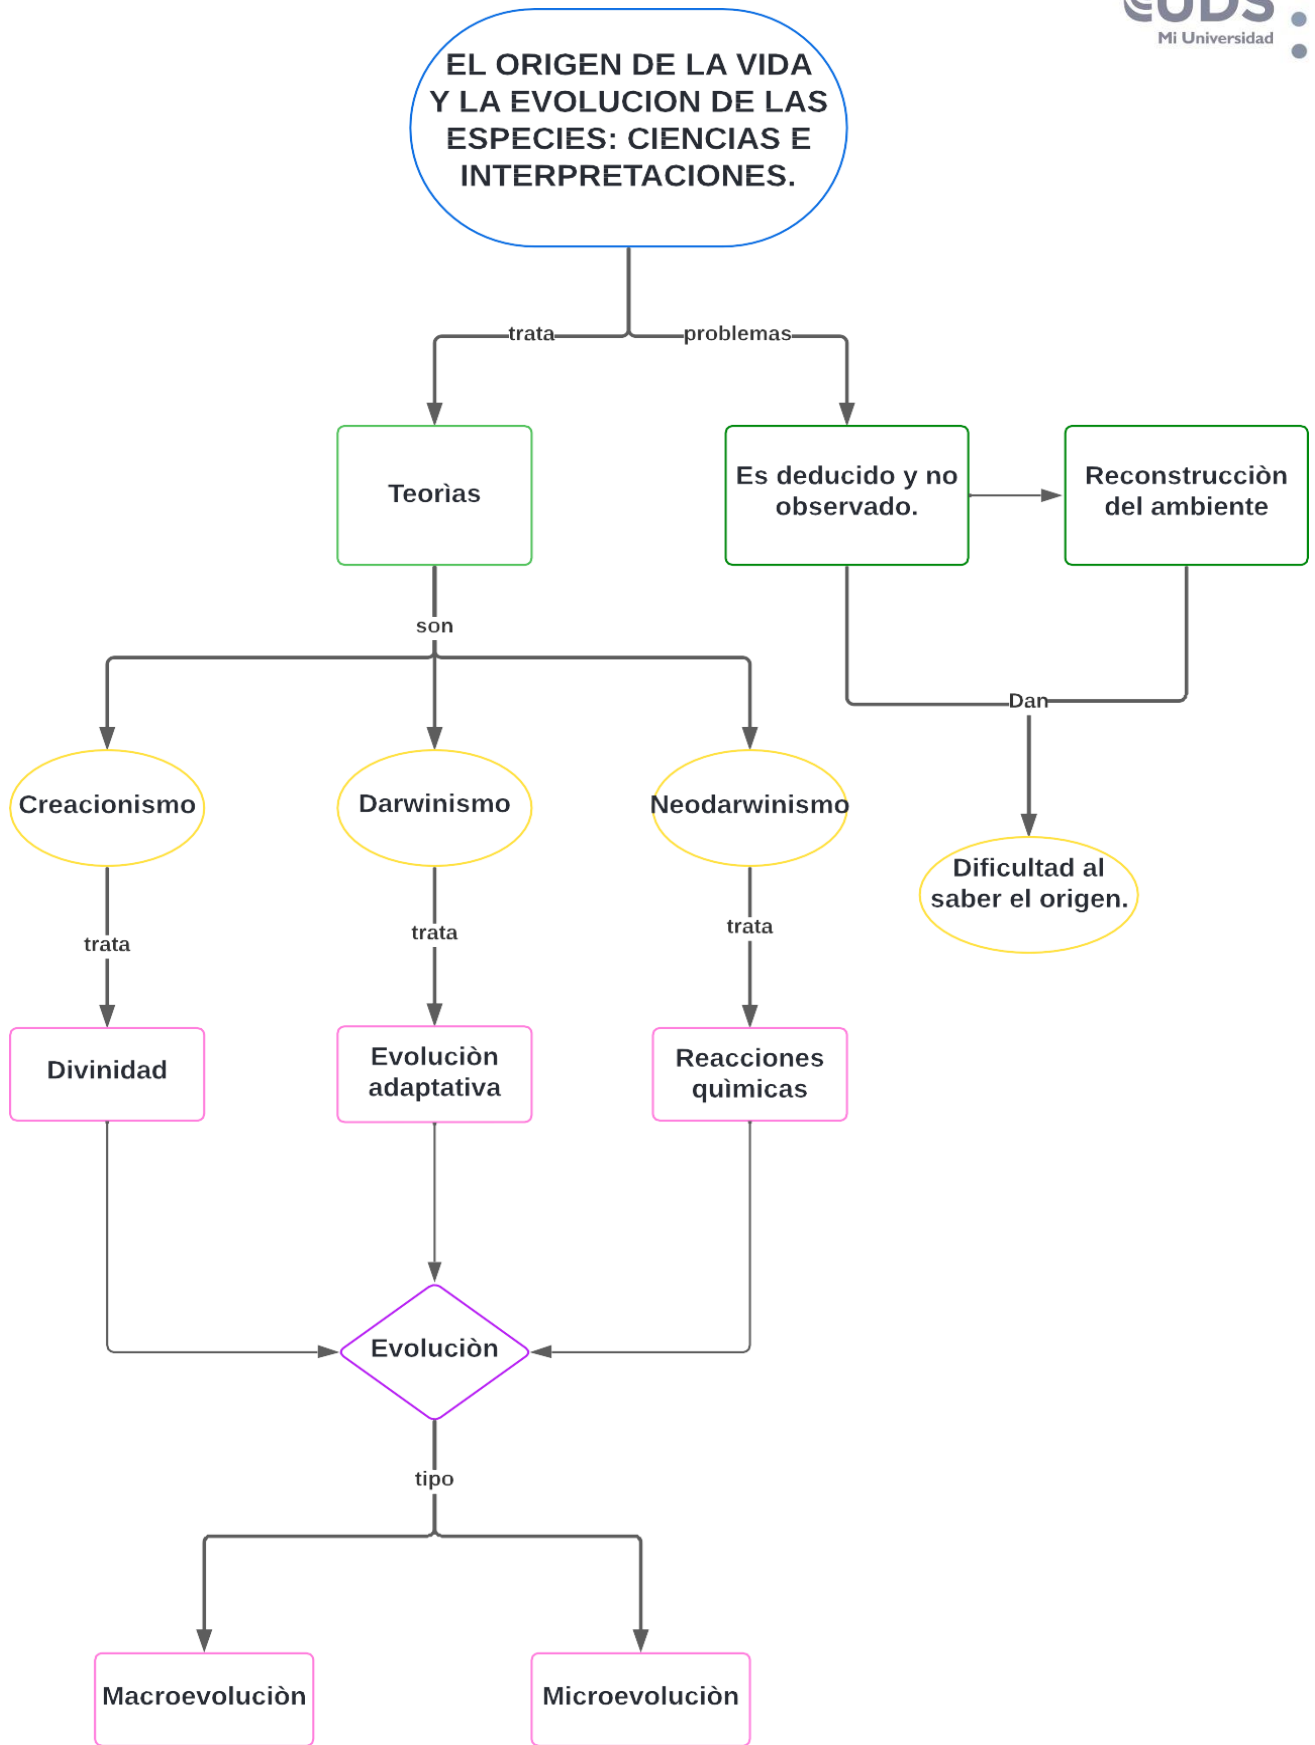 UDS
Mi Universidad
EL ORIGEN DE LA VIDA
Y LA EVOLUCION DE LAS
ESPECIES: CIENCIAS E
INTERPRETACIONES.
trata
problemas
Teorìas
Es deducido y no
observado.
Reconstrucciòn
del ambiente
son
Dan
Creacionismo
Darwinismo
Neodarwinismo
Dificultad al
saber el origen.
trata
trata
trata
Divinidad
Evoluciòn
adaptativa
Reacciones
quìmicas
Evoluciòn
tipo
Macroevoluciòn
Microevoluciòn